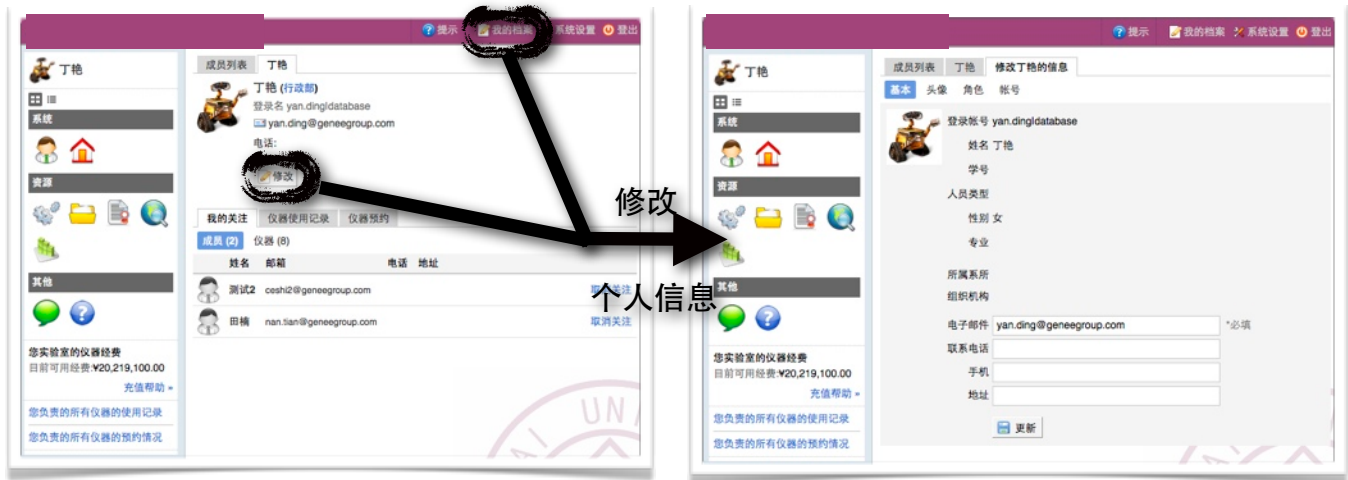 提示 我的档案 系统设置 登出
丁艳
系统
资源
其他
您实验室的仪器经费
目前可用经费:¥20,219,100.00
充值帮助 »
您负责的所有仪器的使用记录
您负责的所有仪器的预约情况
成员列表 丁艳
丁艳 (行政部)
登录名 yan.ding|database
yan.ding@geneegroup.com
电话:
修改
我的关注 仪器使用记录 仪器预约
成员 (2) 仪器 (8)
姓名 邮箱 电话 地址
测试2 ceshi2@geneegroup.com 取消关注
田楠 nan.tian@geneegroup.com 取消关注
UN
修改
个人信息
提示 我的档案 系统设置 登出
丁艳
系统
资源
其他
您实验室的仪器经费
目前可用经费:¥20,219,100.00
充值帮助 »
您负责的所有仪器的使用记录
您负责的所有仪器的预约情况
成员列表 丁艳 修改丁艳的信息
基本 头像 角色 帐号
登录帐号 yan.ding|database
姓名 丁艳
学号
人员类型
性别 女
专业
所属系所
组织机构
电子邮件 yan.ding@geneegroup.com *必填
联系电话
手机
地址
更新